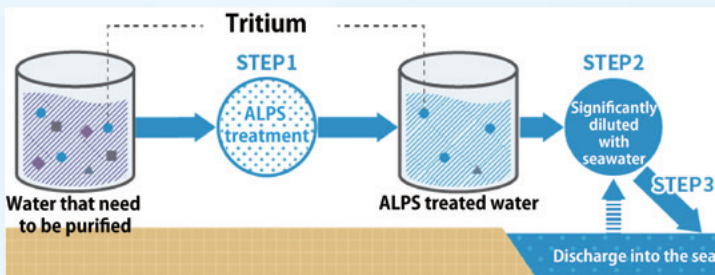 Tritium
STEP1
STEP2
ALPS
treatment
Significantly
diluted
with
seawater
STEP3
Water that need
to be purified
ALPS treated water
Discharge into the sea